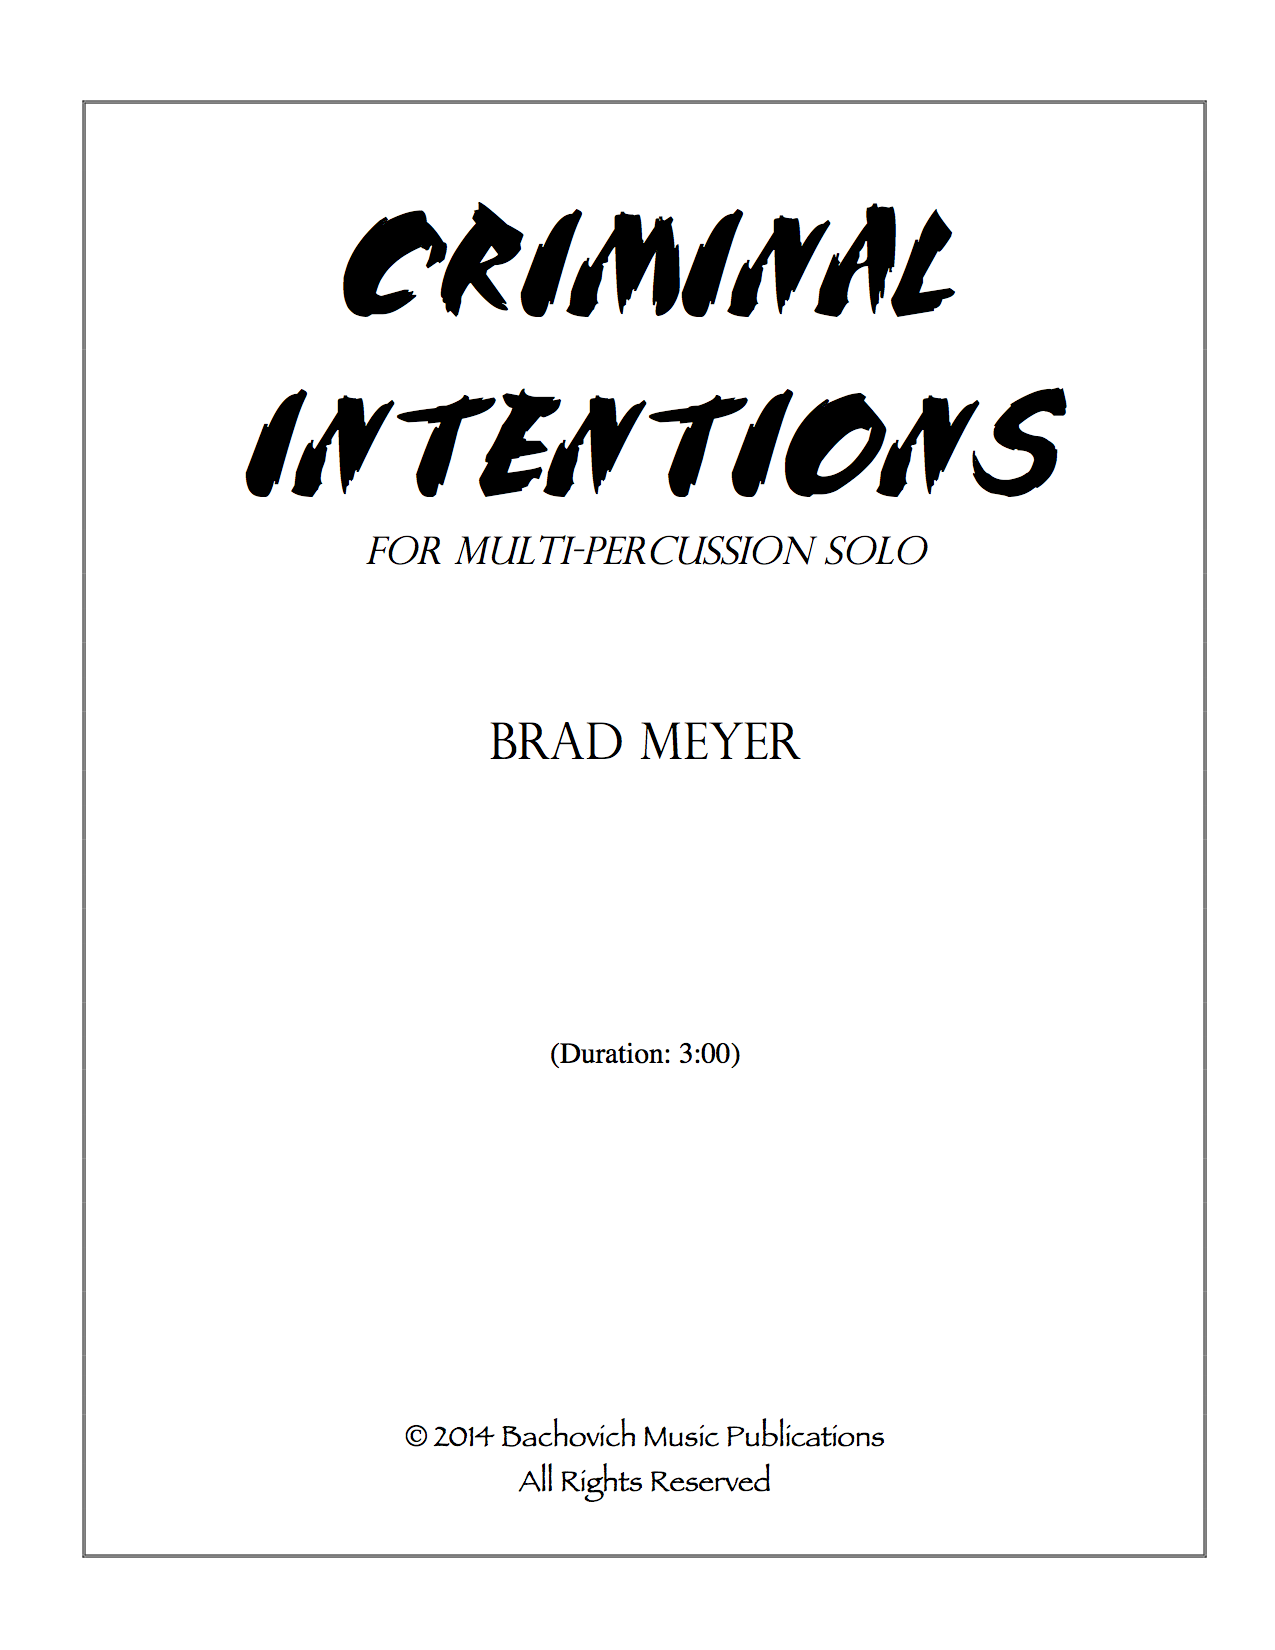 CRIMINAL
INTENTIONS
FOR MULTI-PERCUSSION SOLO
BRAD MEYER
(Duration: 3:00)
© 2014 Bachovich Music Publications
All Rights Reserved